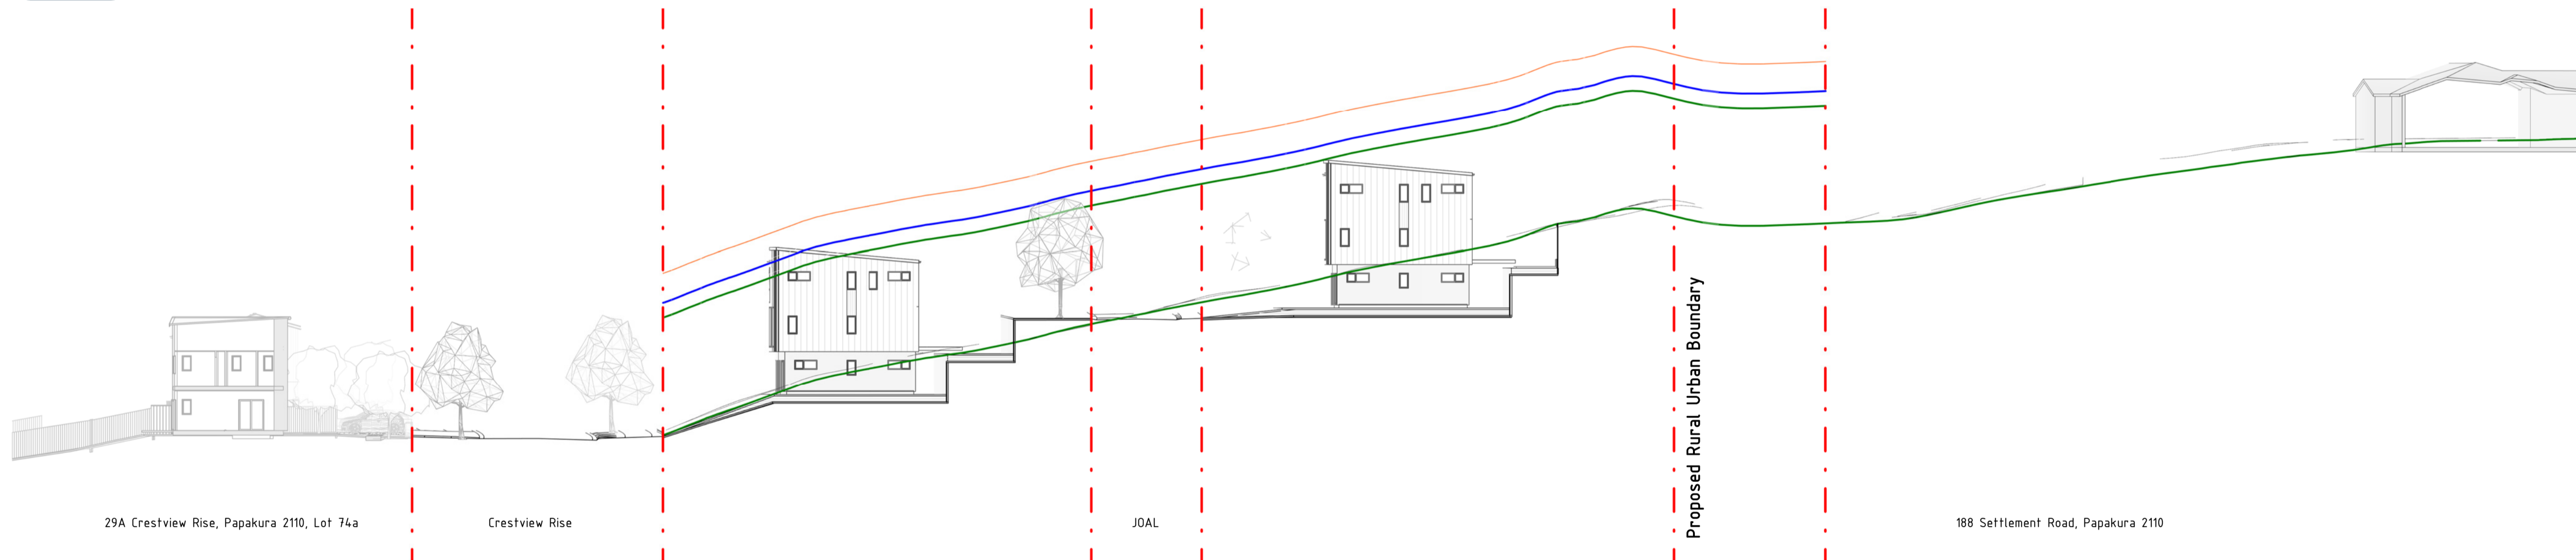 29A Crestview Rise, Papakura 2110, Lot 74a
Crestview Rise
JOAL
Proposed Rural Urban Boundary
188 Settlement Road, Papakura 2110